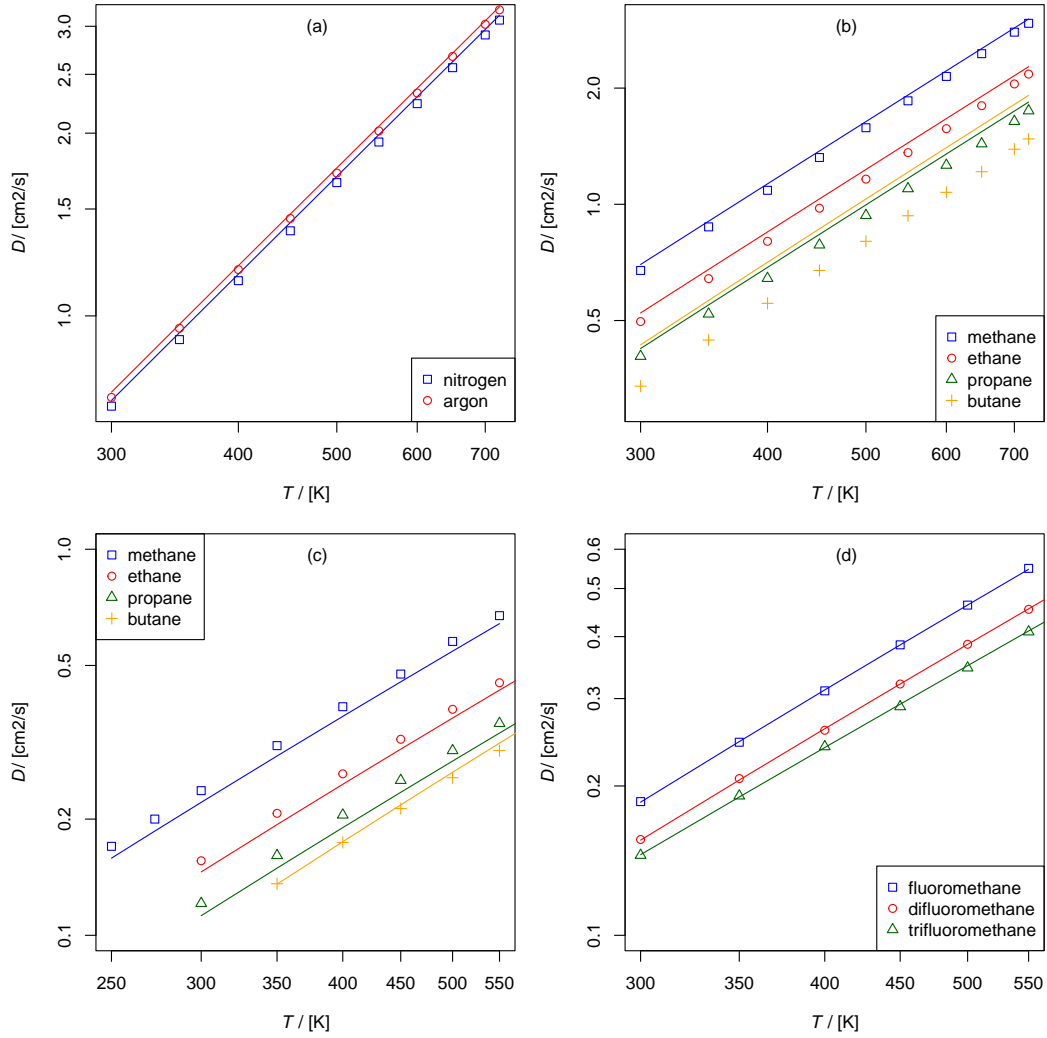 (a)
D/ [cm2/s]
3.0
2.5
2.0
1.5
1.0
nitrogen
argon
300 400 500 600 700
T / [K]
(b)
D/ [cm2/s]
2.0
1.0
0.5
methane
ethane
propane
butane
300 400 500 600 700
T / [K]
(c)
D/ [cm2/s]
1.0
0.5
0.2
0.1
methane
ethane
propane
butane
250 300 350 400 450 500 550
T / [K]
(d)
D/ [cm2/s]
0.6
0.5
0.4
0.3
0.2
0.1
fluoromethane
difluoromethane
trifluoromethane
300 350 400 450 500 550
T / [K]